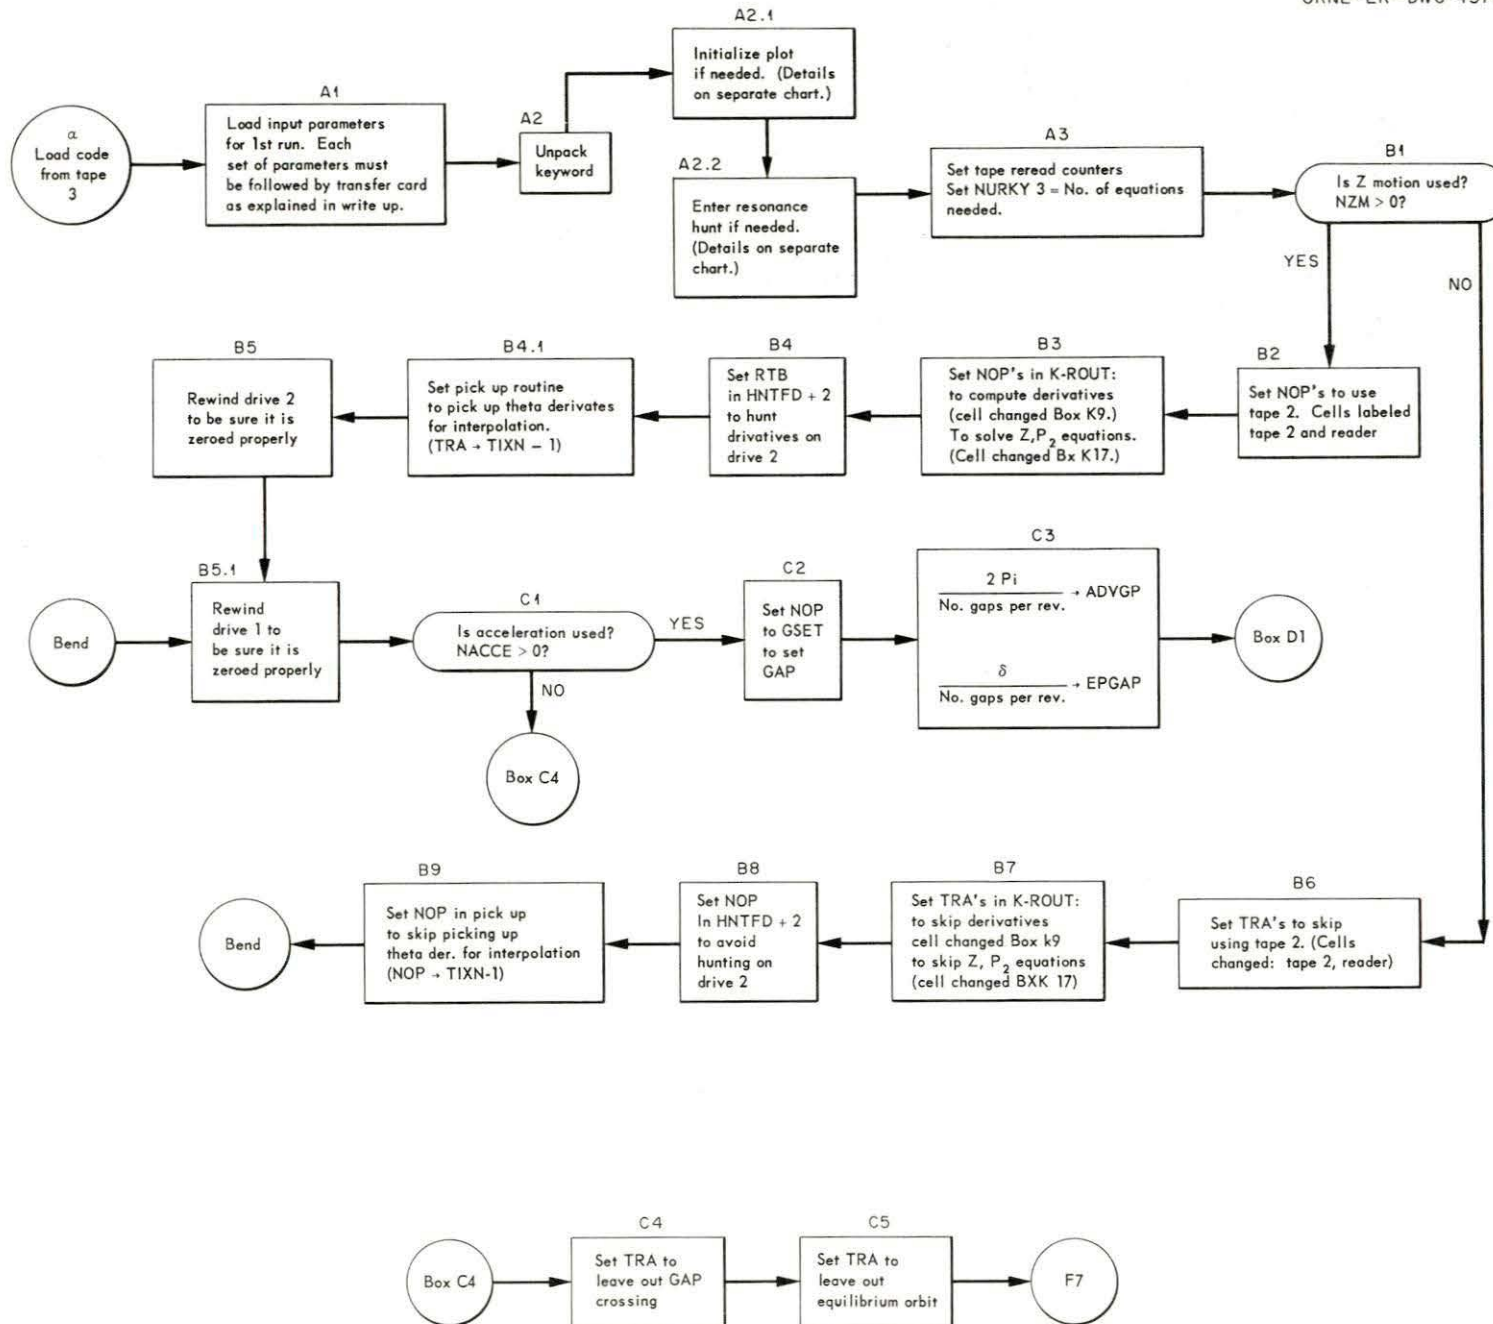 A2.1
Initialize plot
if needed. (Details
on separate chart.)
α
Load code
from tape
3
A1
Load input parameters
for 1st run. Each
set of parameters must
be followed by transfer card
as explained in write up.
A2
Unpack
keyword
A2.2
Enter resonance
hunt if needed.
(Details on separate
chart.)
A3
Set tape reread counters
Set NURKY 3 = No. of equations
needed.
B1
Is Z motion used?
NZM > 0?
YES
NO
B5
Rewind drive 2
to be sure it is
zeroed properly
B4.1
Set pick up routine
to pick up theta derivates
for interpolation.
(TRA → TIXN – 1)
B4
Set RTB
in HNTFD + 2
to hunt
drivatives on
drive 2
B3
Set NOP's in K-ROUT:
to compute derivatives
(cell changed Box K9.)
To solve Z,P₂ equations.
(Cell changed Bx K17.)
B2
Set NOP's to use
tape 2. Cells labeled
tape 2 and reader
Bend
B5.1
Rewind
drive 1 to
be sure it is
zeroed properly
C1
Is acceleration used?
NACCE > 0?
YES
NO
Box C4
C2
Set NOP
to GSET
to set
GAP
C3
2 Pi
No. gaps per rev.
→ ADVGP
δ
No. gaps per rev.
→ EPGAP
Box D1
Bend
B9
Set NOP in pick up
to skip picking up
theta der. for interpolation
(NOP → TIXN-1)
B8
Set NOP
In HNTFD + 2
to avoid
hunting on
drive 2
B7
Set TRA's in K-ROUT:
to skip derivatives
cell changed Box k9
to skip Z, P₂ equations
(cell changed BXK 17)
B6
Set TRA's to skip
using tape 2. (Cells
changed: tape 2, reader)
Box C4
C4
Set TRA to
leave out GAP
crossing
C5
Set TRA to
leave out
equilibrium orbit
F7